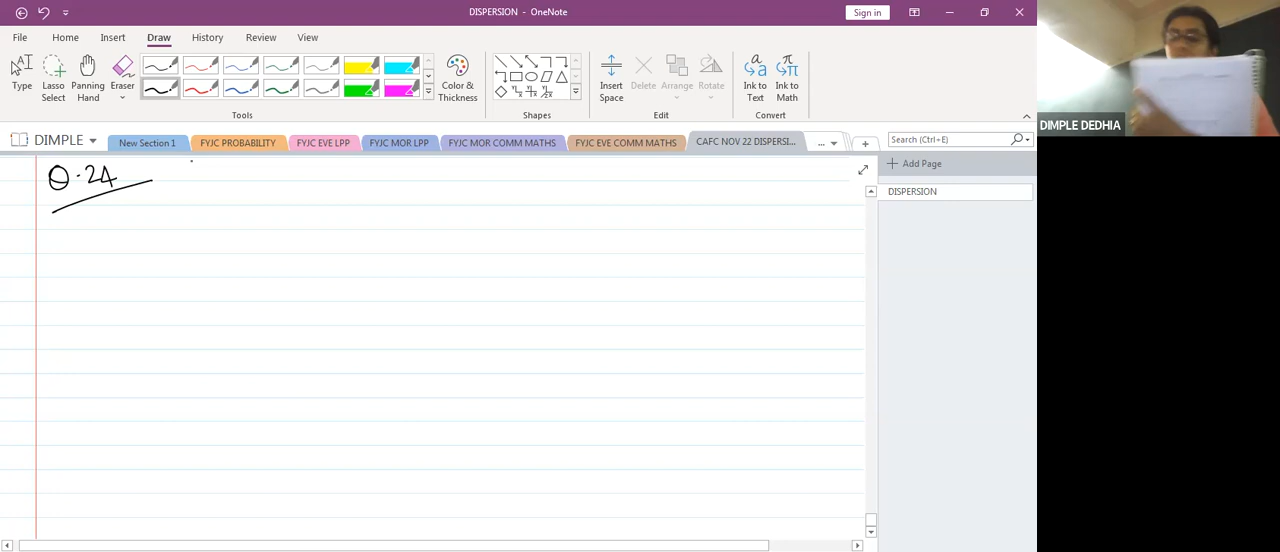 DISPERSION - OneNote
Sign in
File Home Insert Draw History Review View
Type
Lasso Select
Panning Hand
Eraser
Color & Thickness
Insert Space
Delete
Arrange
Rotate
Ink to Text
Ink to Math
Tools
Shapes
Edit
Convert
DIMPLE
New Section 1
FYJC PROBABILITY
FYJC EVE LPP
FYJC MOR LPP
FYJC MOR COMM MATHS
FYJC EVE COMM MATHS
CAFC NOV 22 DISPERSI...
...
Search (Ctrl+E)
Add Page
DISPERSION
Q.24
DIMPLE DEDHIA